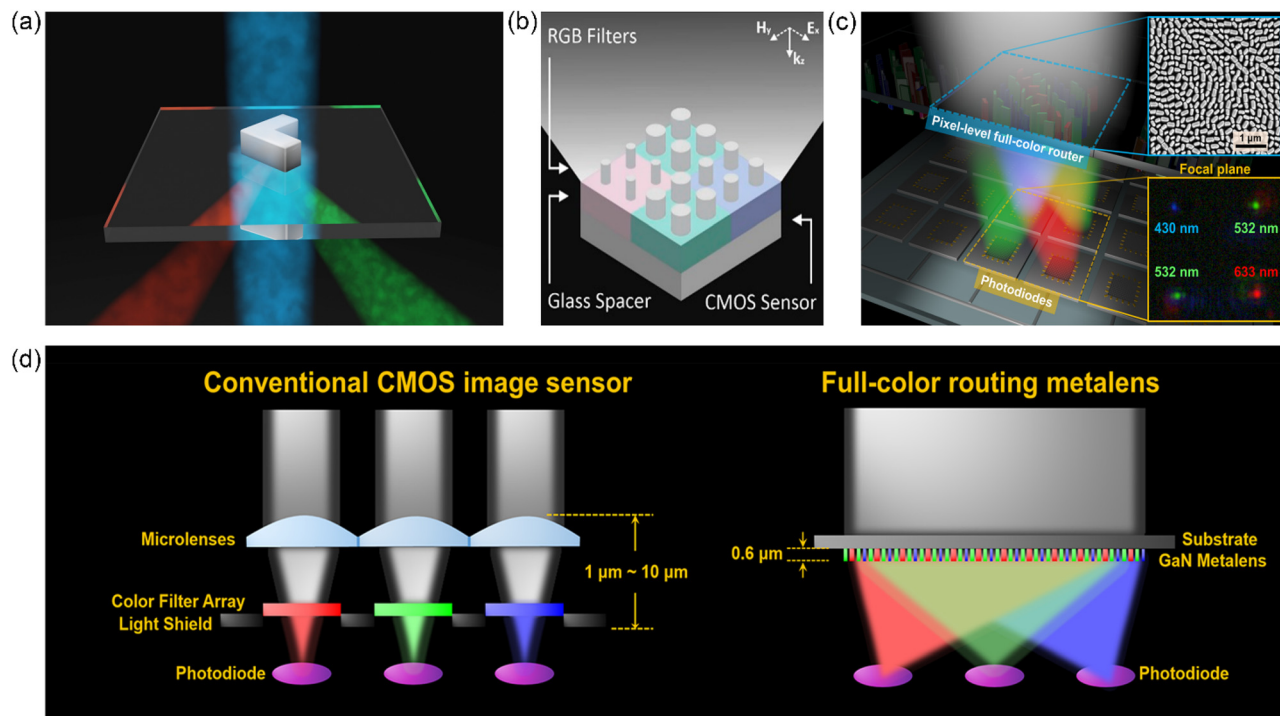 (a)
(b)
RGB Filters
Hy
Ex
kz
Glass Spacer
CMOS Sensor
(c)
Pixel-level full-color router
1 μm
Focal plane
430 nm
532 nm
532 nm
633 nm
Photodiodes
(d)
Conventional CMOS image sensor
Microlenses
1 μm ~ 10 μm
Color Filter Array
Light Shield
Photodiode
Full-color routing metalens
0.6 μm
Substrate
GaN Metalens
Photodiode